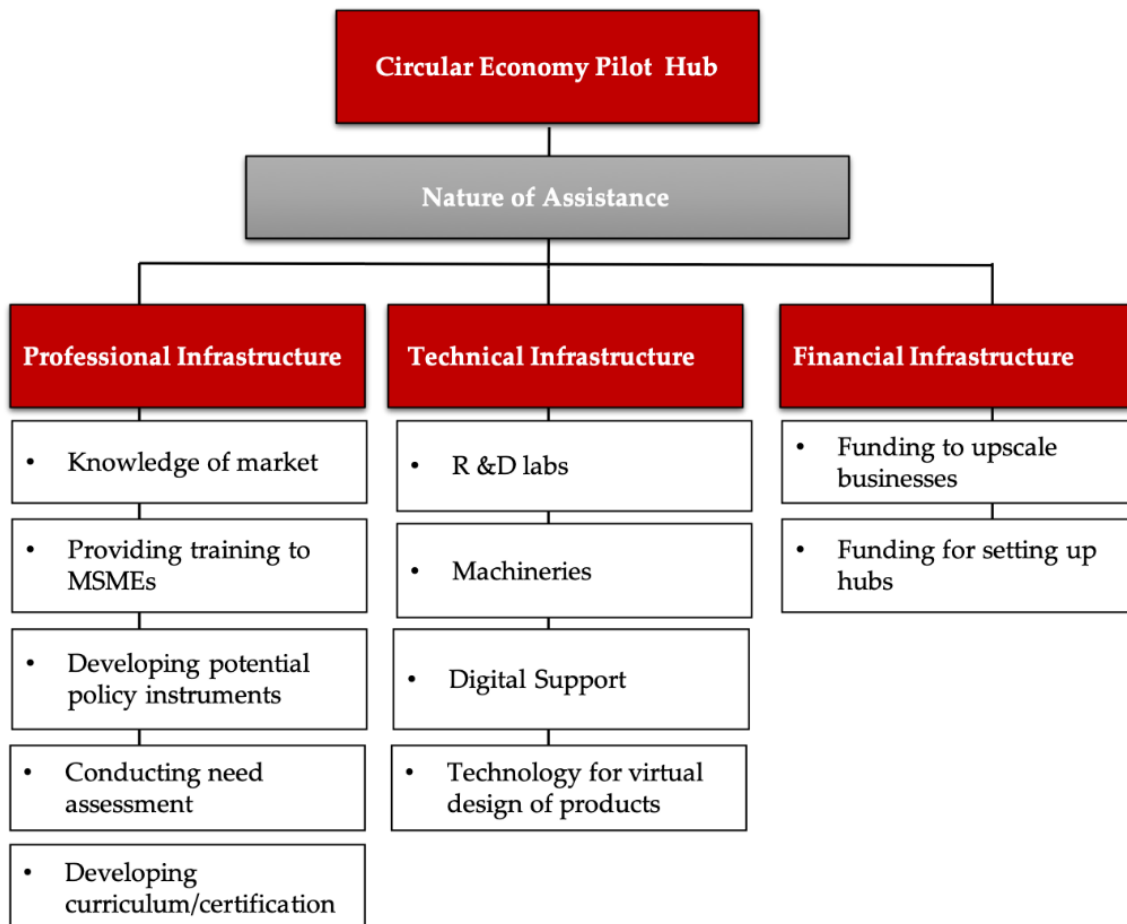 Circular Economy Pilot Hub
Nature of Assistance
Professional Infrastructure
• Knowledge of market
• Providing training to
MSMEs
• Developing potential
policy instruments
• Conducting need
assessment
• Developing
curriculum/certification
Technical Infrastructure
• R &D labs
• Machineries
• Digital Support
• Technology for virtual
design of products
Financial Infrastructure
• Funding to upscale
businesses
• Funding for setting up
hubs